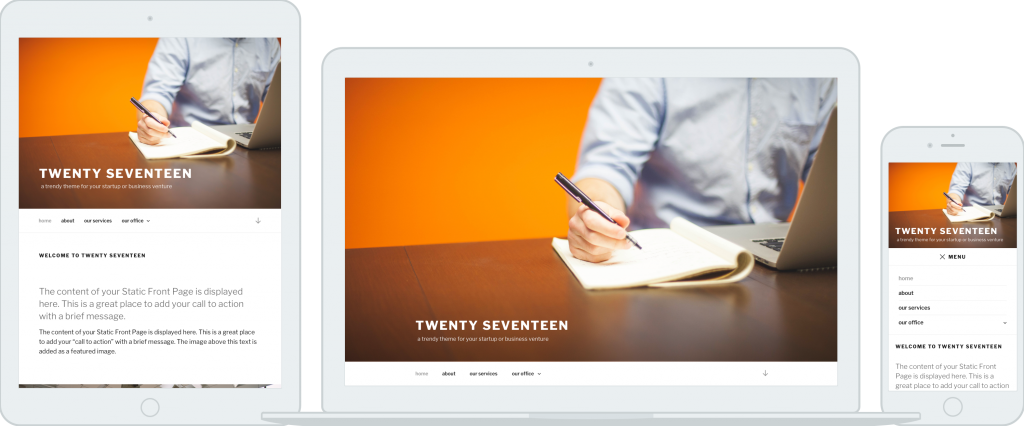 TWENTY SEVENTEEN
a trendy theme for your startup or business venture
home about our services our office
WELCOME TO TWENTY SEVENTEEN
The content of your Static Front Page is displayed
here. This is a great place to add your call to action
with a brief message.
The content of your Static Front Page is displayed here. This is a great place
to add your “call to action” with a brief message. The image above this text is
added as a featured image.
TWENTY SEVENTEEN
a trendy theme for your startup or business venture
home about our services our office
TWENTY SEVENTEEN
a trendy theme for your startup or business venture
MENU
home
about
our services
our office
WELCOME TO TWENTY SEVENTEEN
The content of your Static Front
Page is displayed here. This is a
great place to add your call to action